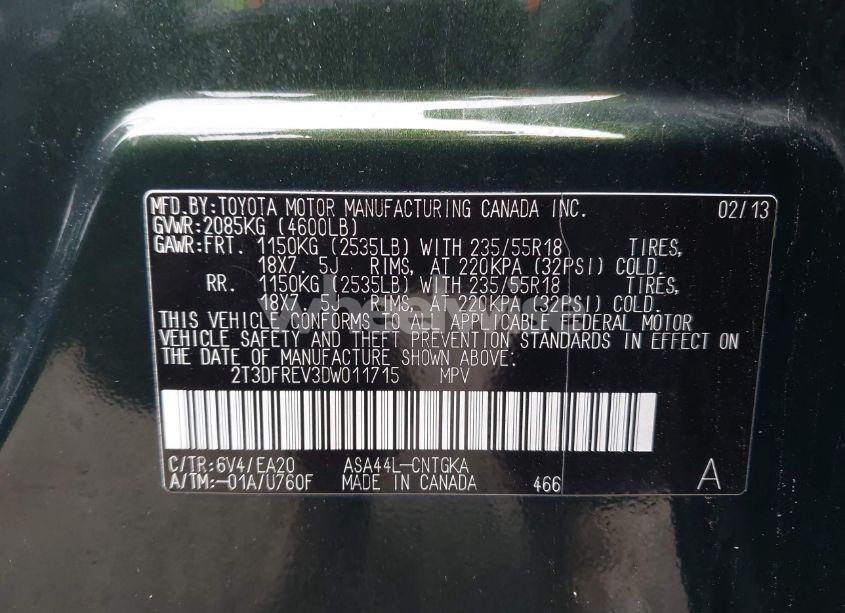 MFD.BY:TOYOTA MOTOR MANUFACTURING CANADA INC. 02/13
GVWR:2085KG (4600LB)
GAWR:FRT. 1150KG (2535LB) WITH 235/55R18 TIRES,
18X7. 5J RIMS, AT 220KPA (32PSI) COLD.
RR. 1150KG (2535LB) WITH 235/55R18 TIRES,
18X7. 5J RIMS, AT 220KPA (32PSI) COLD.
THIS VEHICLE CONFORMS TO ALL APPLICABLE FEDERAL MOTOR
VEHICLE SAFETY AND THEFT PREVENTION STANDARDS IN EFFECT ON
THE DATE OF MANUFACTURE SHOWN ABOVE:
2T3DFREV3DW011715 MPV
C/TR:6V4/EA20 ASA44L-CNTGKA
A/TM:-01A/U760F MADE IN CANADA 466 A